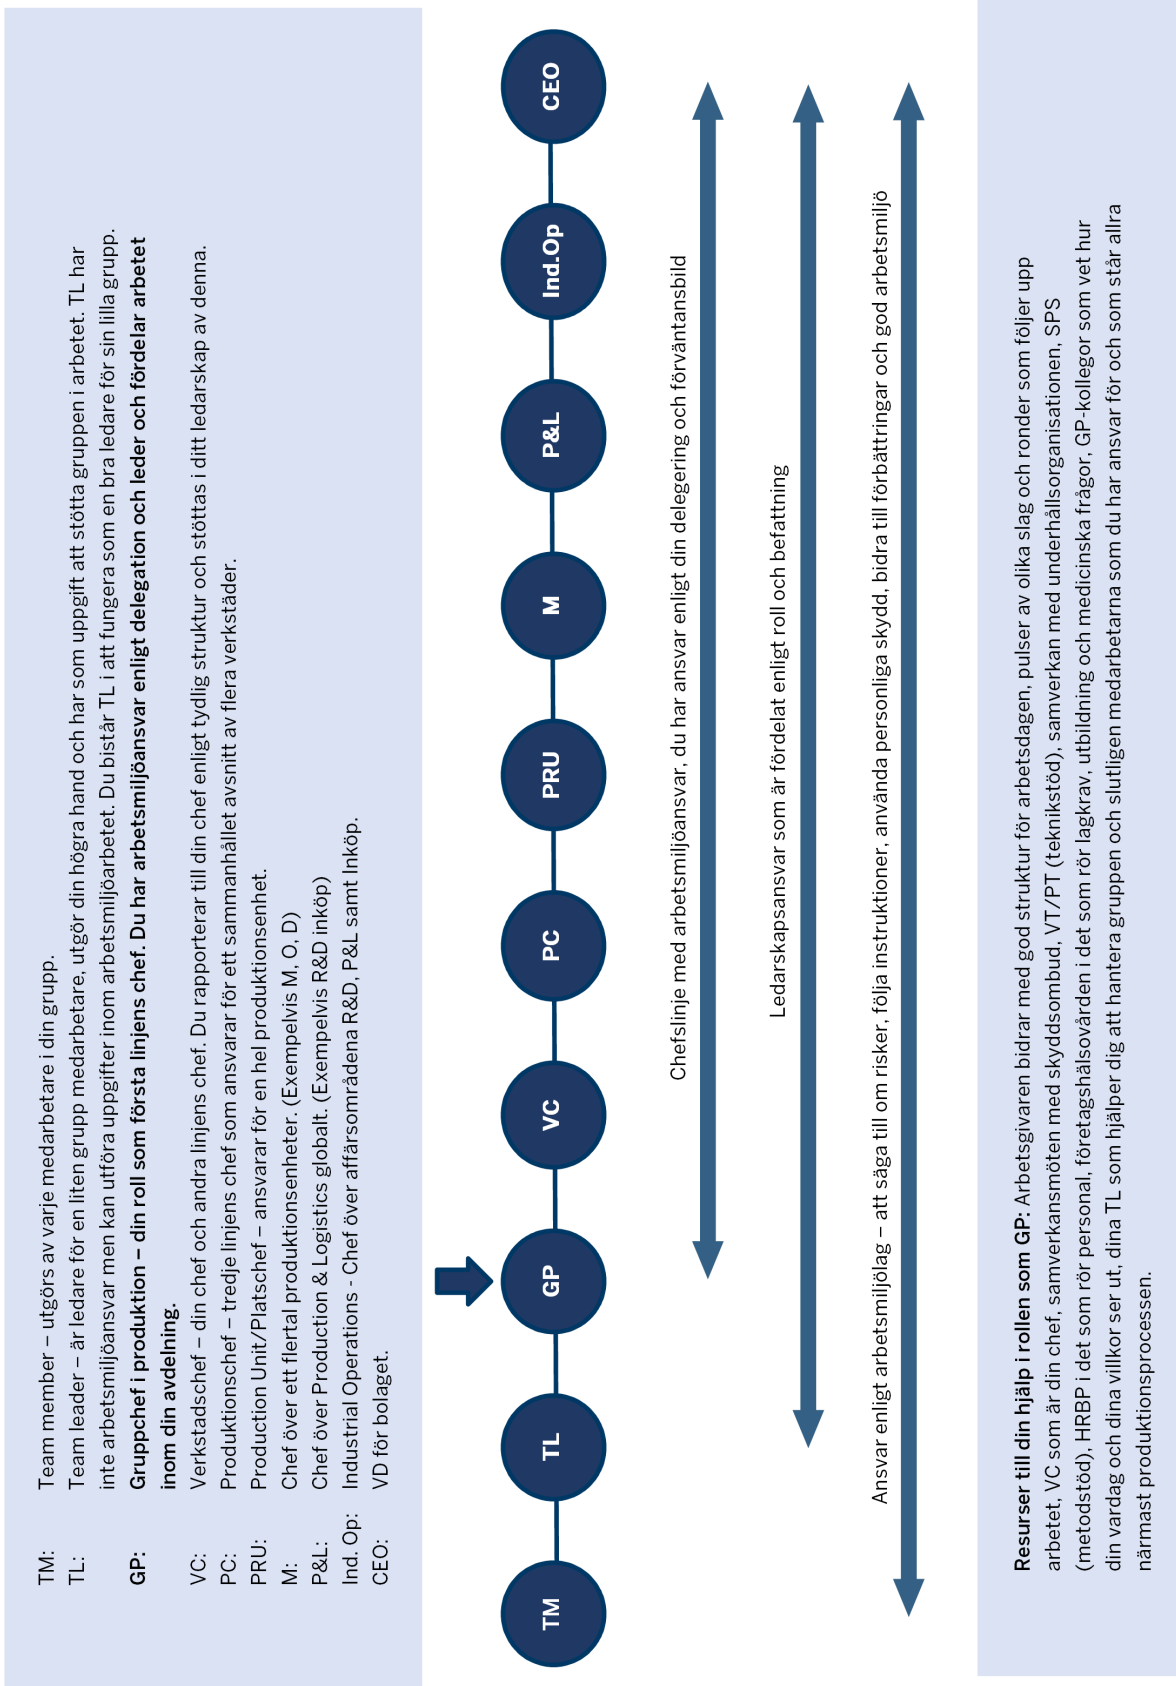 TM: Team member – utgörs av varje medarbetare i din grupp.
TL: Team leader – är ledare för en liten grupp medarbetare, utgör din högra hand och har som uppgift att stötta gruppen i arbetet. TL har
inte arbetsmiljöansvar men kan utföra uppgifter inom arbetsmiljöarbetet. Du bistår TL i att fungera som en bra ledare för sin lilla grupp.
GP: Gruppchef i produktion – din roll som första linjens chef. Du har arbetsmiljöansvar enligt delegation och leder och fördelar arbetet
inom din avdelning.
VC: Verkstadschef – din chef och andra linjens chef. Du rapporterar till din chef enligt tydlig struktur och stöttas i ditt ledarskap av denna.
PC: Produktionschef – tredje linjens chef som ansvarar för ett sammanhållet avsnitt av flera verkstäder.
PRU: Production Unit/Platschef – ansvarar för en hel produktionsenhet.
M: Chef över ett flertal produktionsenheter. (Exempelvis M, O, D)
P&L: Chef över Production & Logistics globalt. (Exempelvis R&D inköp)
Ind. Op: Industrial Operations - Chef över affärsområdena R&D, P&L samt Inköp.
CEO: VD för bolaget.
TM
TL
GP
VC
PC
PRU
M
P&L
Ind.Op
CEO
Chefslinje med arbetsmiljöansvar, du har ansvar enligt din delegering och förväntansbild
Ledarskapsansvar som är fördelat enligt roll och befattning
Ansvar enligt arbetsmiljölag – att säga till om risker, följa instruktioner, använda personliga skydd, bidra till förbättringar och god arbetsmiljö
Resurser till din hjälp i rollen som GP: Arbetsgivaren bidrar med god struktur för arbetsdagen, pulser av olika slag och ronder som följer upp
arbetet, VC som är din chef, samverkansmöten med skyddsombud, VT/PT (teknikstöd), samverkan med underhållsorganisationen, SPS
(metodstöd), HRBP i det som rör personal, företagshälsovården i det som rör lagkrav, utbildning och medicinska frågor, GP-kollegor som vet hur
din vardag och dina villkor ser ut, dina TL som hjälper dig att hantera gruppen och slutligen medarbetarna som du har ansvar för och som står allra
närmast produktionsprocessen.